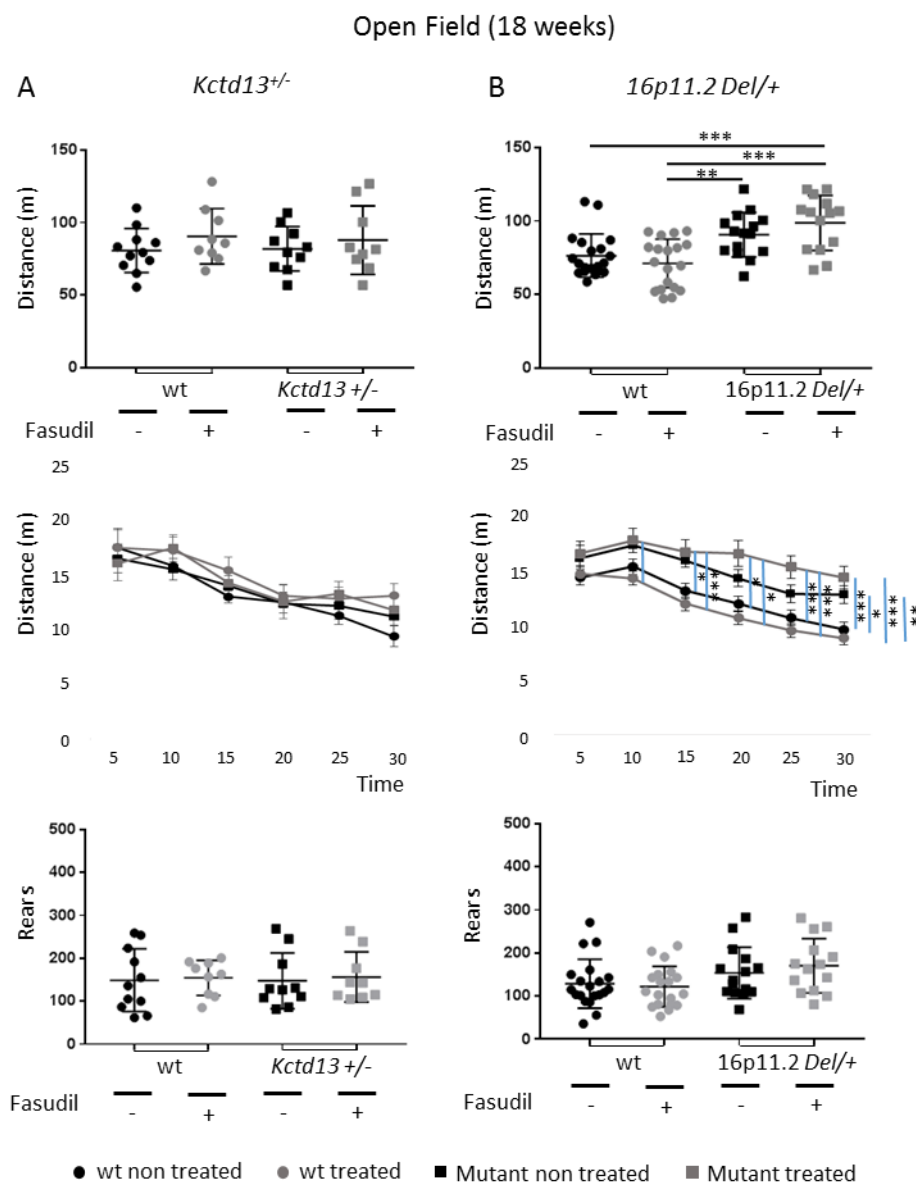 Open Field (18 weeks)
A
Kctd13+/-
Distance (m)
150
100
50
0
wt
Kctd13 +/-
Fasudil
-
+
-
+
Distance (m)
25
20
15
10
5
0
5
10
15
20
25
30
Time
Rears
500
400
300
200
100
0
wt
Kctd13 +/-
Fasudil
-
+
-
+
B
16p11.2 Del/+
Distance (m)
150
100
50
0
***
***
**
wt
16p11.2 Del/+
Fasudil
-
+
-
+
Distance (m)
25
20
15
10
5
0
*
***
*
*
***
***
***
*
***
**
5
10
15
20
25
30
Time
Rears
500
400
300
200
100
0
wt
16p11.2 Del/+
Fasudil
-
+
-
+
wt non treated
wt treated
Mutant non treated
Mutant treated